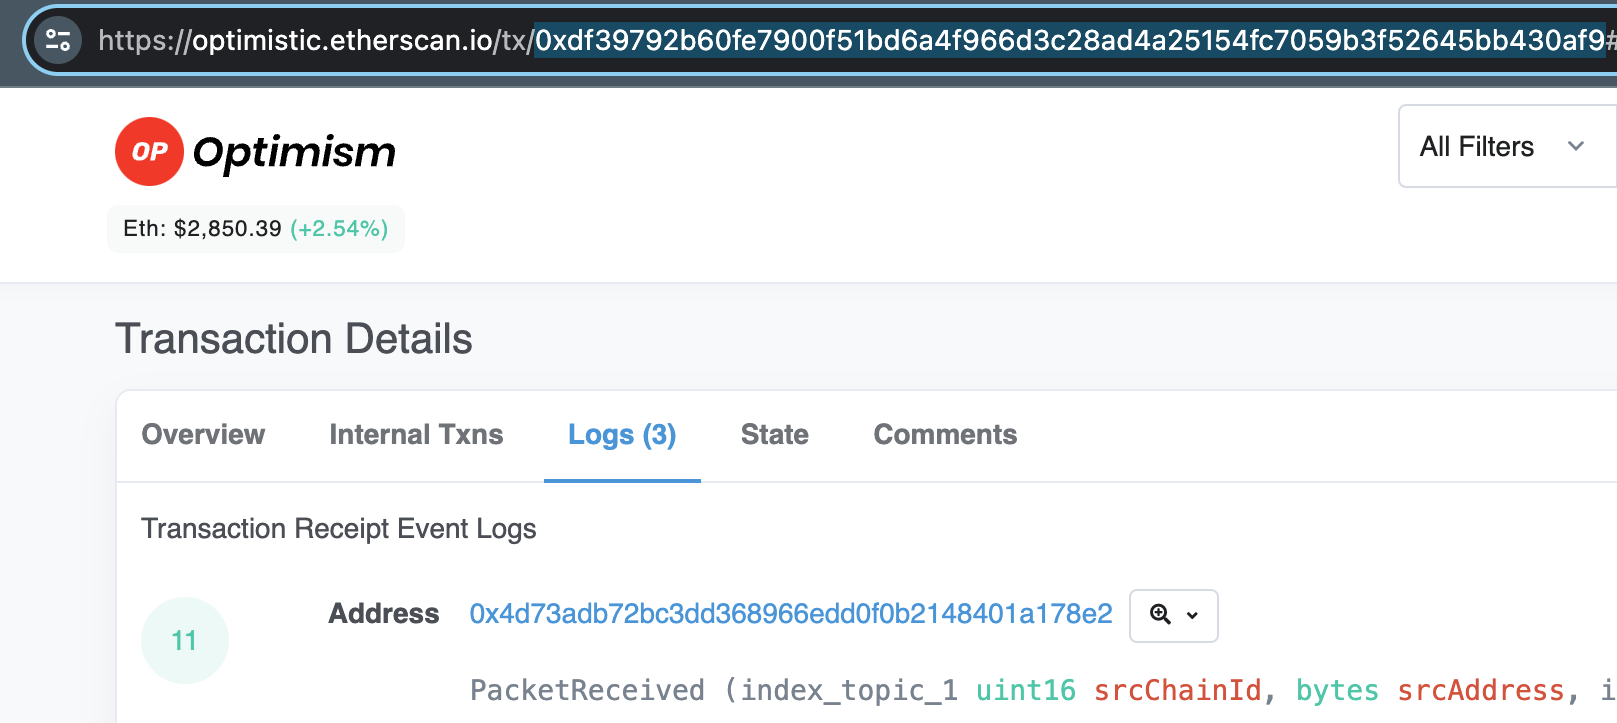 https://optimistic.etherscan.io/tx/0xdf39792b60fe7900f51bd6a4f966d3c28ad4a25154fc7059b3f52645bb430af9#
OP Optimism
All Filters
Eth: $2,850.39 (+2.54%)
Transaction Details
Overview Internal Txns Logs (3) State Comments
Transaction Receipt Event Logs
11
Address 0x4d73adb72bc3dd368966edd0f0b2148401a178e2
PacketReceived (index_topic_1 uint16 srcChainId, bytes srcAddress, i